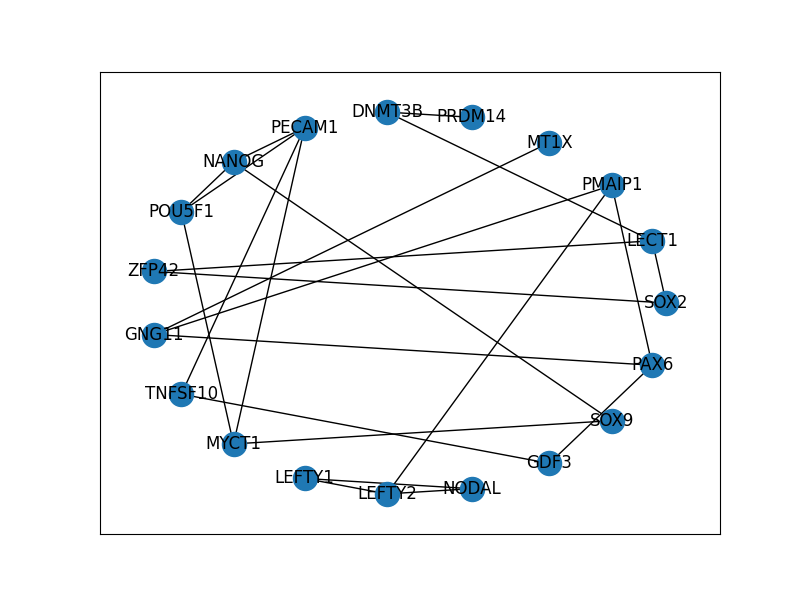 DNMT3B
PRDM14
PECAM1
MT1X
NANOG
PMAIP1
POU5F1
LECT1
ZFP42
SOX2
GNG11
PAX6
TNFSF10
SOX9
MYCT1
GDF3
LEFTY1
LEFTY2
NODAL